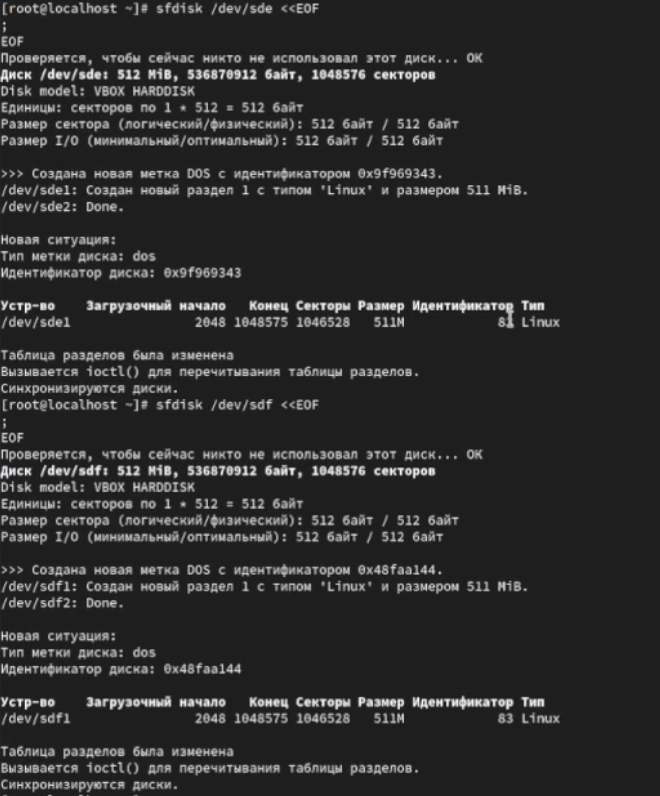 [root@localhost ~]# sfdisk /dev/sde <<EOF
;
EOF
Проверяется, чтобы сейчас никто не использовал этот диск... ОК
Диск /dev/sde: 512 MiB, 536870912 байт, 1048576 секторов
Disk model: VBOX HARDDISK
Единицы: секторов по 1 * 512 = 512 байт
Размер сектора (логический/физический): 512 байт / 512 байт
Размер I/O (минимальный/оптимальный): 512 байт / 512 байт
>>> Создана новая метка DOS с идентификатором 0x9f969343.
/dev/sde1: Создан новый раздел 1 с типом 'Linux' и размером 511 MiB.
/dev/sde2: Done.
Новая ситуация:
Тип метки диска: dos
Идентификатор диска: 0x9f969343
Устр-во Загрузочный начало Конец Секторы Размер Идентификатор Тип
/dev/sde1 2048 1048575 1046528 511M 83 Linux
Таблица разделов была изменена
Вызывается ioctl() для перечитывания таблицы разделов.
Синхронизируются диски.
[root@localhost ~]# sfdisk /dev/sdf <<EOF
;
EOF
Проверяется, чтобы сейчас никто не использовал этот диск... ОК
Диск /dev/sdf: 512 MiB, 536870912 байт, 1048576 секторов
Disk model: VBOX HARDDISK
Единицы: секторов по 1 * 512 = 512 байт
Размер сектора (логический/физический): 512 байт / 512 байт
Размер I/O (минимальный/оптимальный): 512 байт / 512 байт
>>> Создана новая метка DOS с идентификатором 0x48faa144.
/dev/sdf1: Создан новый раздел 1 с типом 'Linux' и размером 511 MiB.
/dev/sdf2: Done.
Новая ситуация:
Тип метки диска: dos
Идентификатор диска: 0x48faa144
Устр-во Загрузочный начало Конец Секторы Размер Идентификатор Тип
/dev/sdf1 2048 1048575 1046528 511M 83 Linux
Таблица разделов была изменена
Вызывается ioctl() для перечитывания таблицы разделов.
Синхронизируются диски.